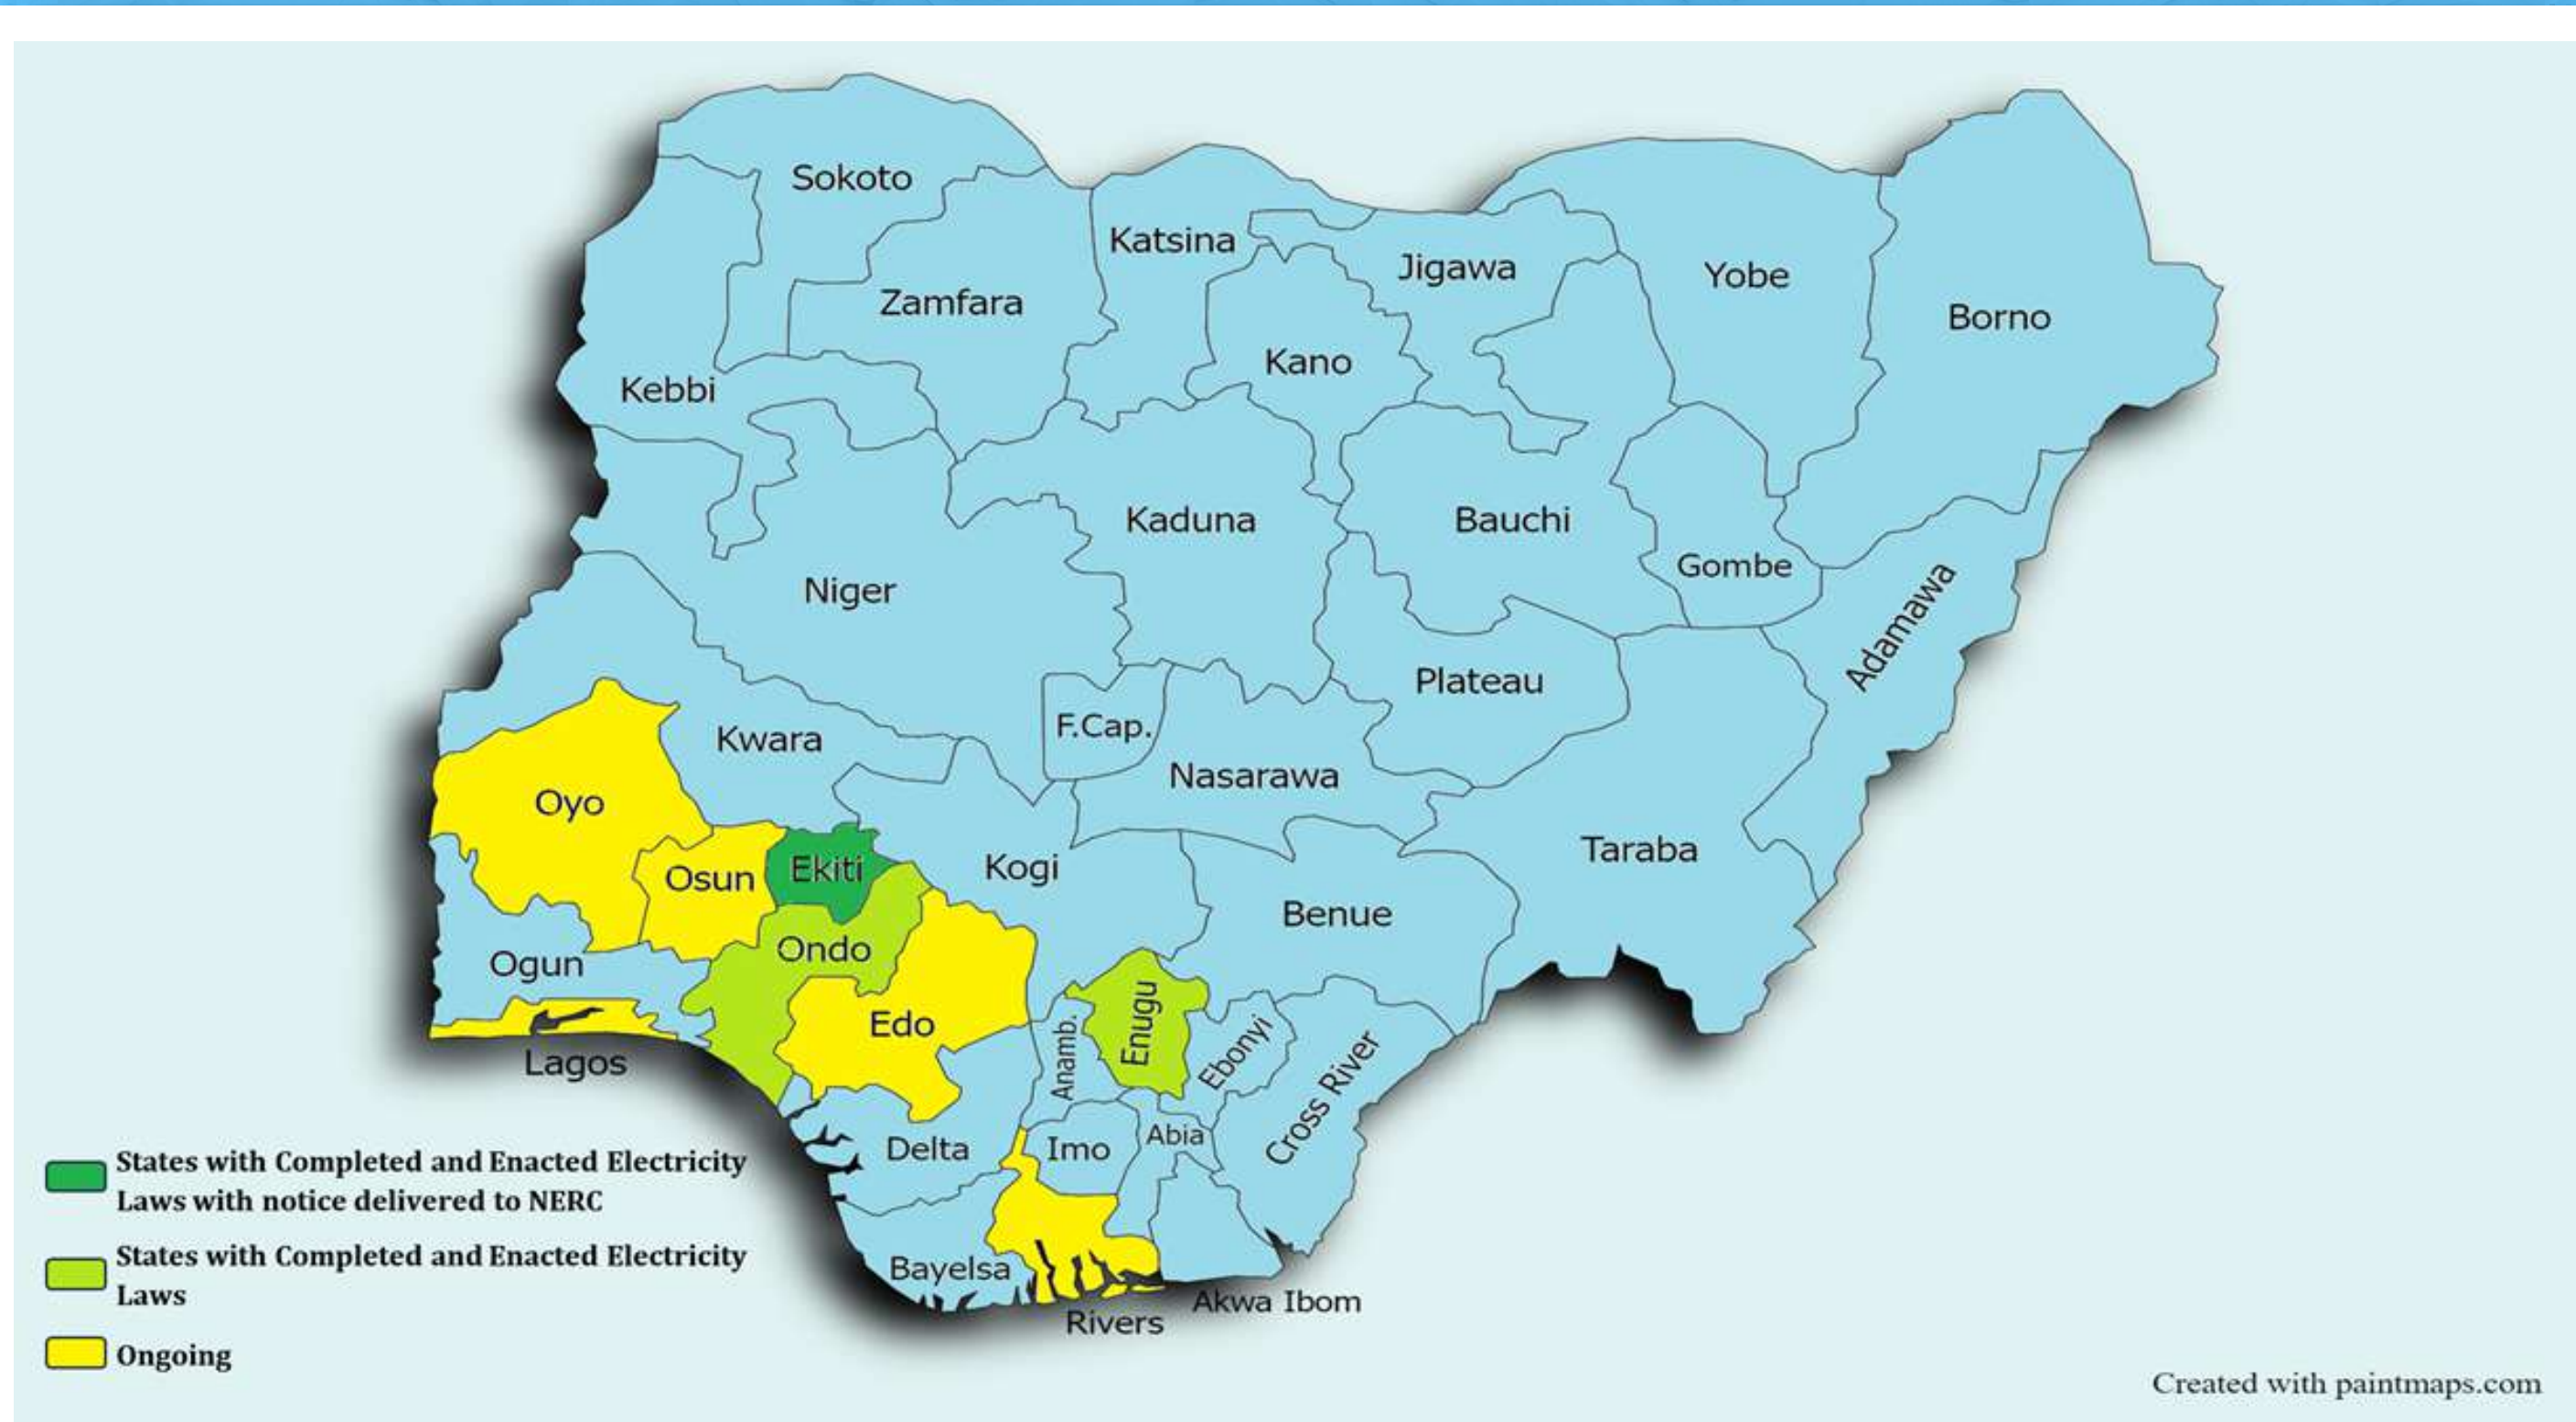 Sokoto
Katsina
Jigawa
Yobe
Borno
Zamfara
Kano
Kebbi
Kaduna
Bauchi
Gombe
Adamawa
Niger
Plateau
F.Cap.
Kwara
Nasarawa
Oyo
Taraba
Osun
Ekiti
Kogi
Benue
Ondo
Ogun
Edo
Enugu
Anamb.
Ebonyi
Cross River
Lagos
Delta
Imo
Abia
Bayelsa
Rivers
Akwa Ibom
States with Completed and Enacted Electricity
Laws with notice delivered to NERC
States with Completed and Enacted Electricity
Laws
Ongoing
Created with paintmaps.com